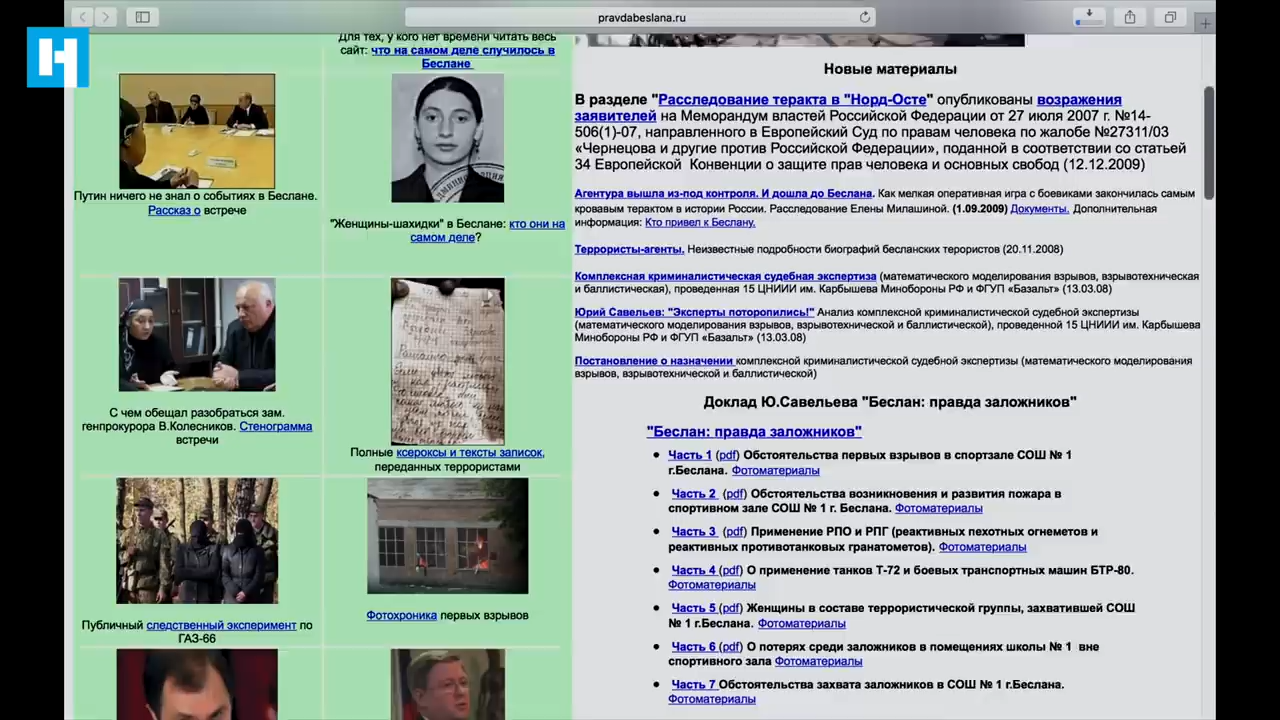 pravdabeslana.ru
Н
Для тех, у кого нет времени читать весь
сайт: что на самом деле случилось в
Беслане
Путин ничего не знал о событиях в Беслане.
Рассказ о встрече
"Женщины-шахидки" в Беслане: кто они на
самом деле?
С чем обещал разобраться зам.
генпрокурора В.Колесников. Стенограмма
встречи
Полные ксероксы и тексты записок,
переданных террористами
Публичный следственный эксперимент по
ГАЗ-66
Фотохроника первых взрывов
Новые материалы
В разделе "Расследование теракта в "Норд-Осте" опубликованы возражения
заявителей на Меморандум властей Российской Федерации от 27 июля 2007 г. №14-
506(1)-07, направленного в Европейский Суд по правам человека по жалобе №27311/03
«Чернецова и другие против Российской Федерации», поданной в соответствии со статьей
34 Европейской Конвенции о защите прав человека и основных свобод (12.12.2009)
Агентура вышла из-под контроля. И дошла до Беслана. Как мелкая оперативная игра с боевиками закончилась самым
кровавым терактом в истории России. Расследование Елены Милашиной. (1.09.2009) Документы. Дополнительная
информация: Кто привел к Беслану.
Террористы-агенты. Неизвестные подробности биографий бесланских террористов (20.11.2008)
Комплексная криминалистическая судебная экспертиза (математического моделирования взрывов, взрывотехническая
и баллистическая), проведенная 15 ЦНИИИ им. Карбышева Минобороны РФ и ФГУП «Базальт» (13.03.08)
Юрий Савельев: "Эксперты поторопились!" Анализ комплексной криминалистической судебной экспертизы
(математического моделирования взрывов, взрывотехнической и баллистической), проведенной 15 ЦНИИИ им. Карбышева
Минобороны РФ и ФГУП «Базальт» (13.03.08)
Постановление о назначении комплексной криминалистической судебной экспертизы (математического моделирования
взрывов, взрывотехнической и баллистической)
Доклад Ю.Савельева "Беслан: правда заложников"
"Беслан: правда заложников"
Часть 1 (pdf) Обстоятельства первых взрывов в спортзале СОШ № 1
г.Беслана. Фотоматериалы
Часть 2 (pdf) Обстоятельства возникновения и развития пожара в
спортивном зале СОШ № 1 г. Беслана. Фотоматериалы
Часть 3 (pdf) Применение РПО и РПГ (реактивных пехотных огнеметов и
реактивных противотанковых гранатометов). Фотоматериалы
Часть 4 (pdf) О применение танков Т-72 и боевых транспортных машин БТР-80.
Фотоматериалы
Часть 5 (pdf) Женщины в составе террористической группы, захватившей СОШ
№ 1 г.Беслана. Фотоматериалы
Часть 6 (pdf) О потерях среди заложников в помещениях школы № 1 вне
спортивного зала Фотоматериалы
Часть 7 Обстоятельства захвата заложников в СОШ № 1 г.Беслана.
Фотоматериалы